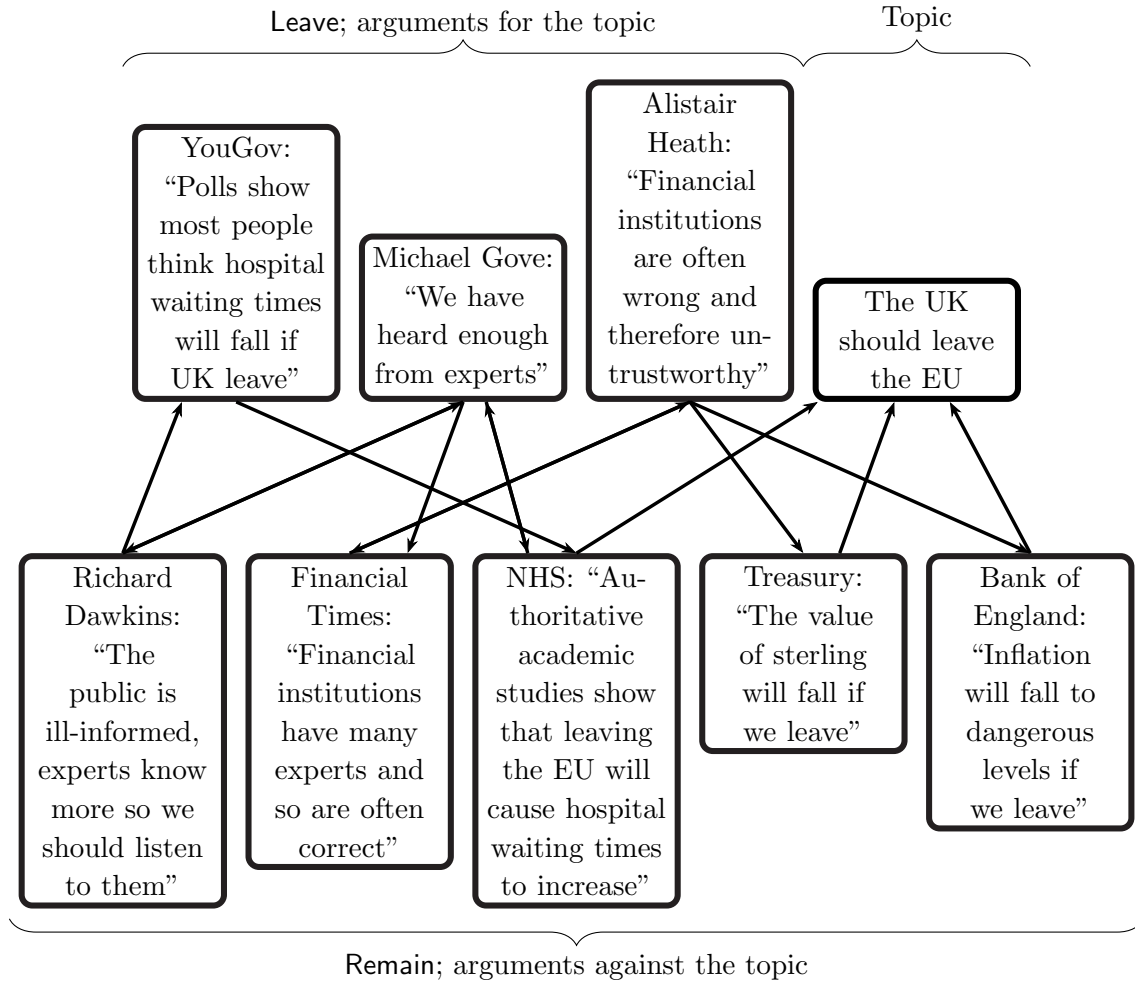 Leave; arguments for the topic
Topic
YouGov:
“Polls show
most people
think hospital
waiting times
will fall if
UK leave”
Michael Gove:
“We have
heard enough
from experts”
Alistair
Heath:
“Financial
institutions
are often
wrong and
therefore un-
trustworthy”
The UK
should leave
the EU
Richard
Dawkins:
“The
public is
ill-informed,
experts know
more so we
should listen
to them”
Financial
Times:
“Financial
institutions
have many
experts and
so are often
correct”
NHS: “Au-
thoritative
academic
studies show
that leaving
the EU will
cause hospital
waiting times
to increase”
Treasury:
“The value
of sterling
will fall if
we leave”
Bank of
England:
“Inflation
will fall to
dangerous
levels if
we leave”
Remain; arguments against the topic